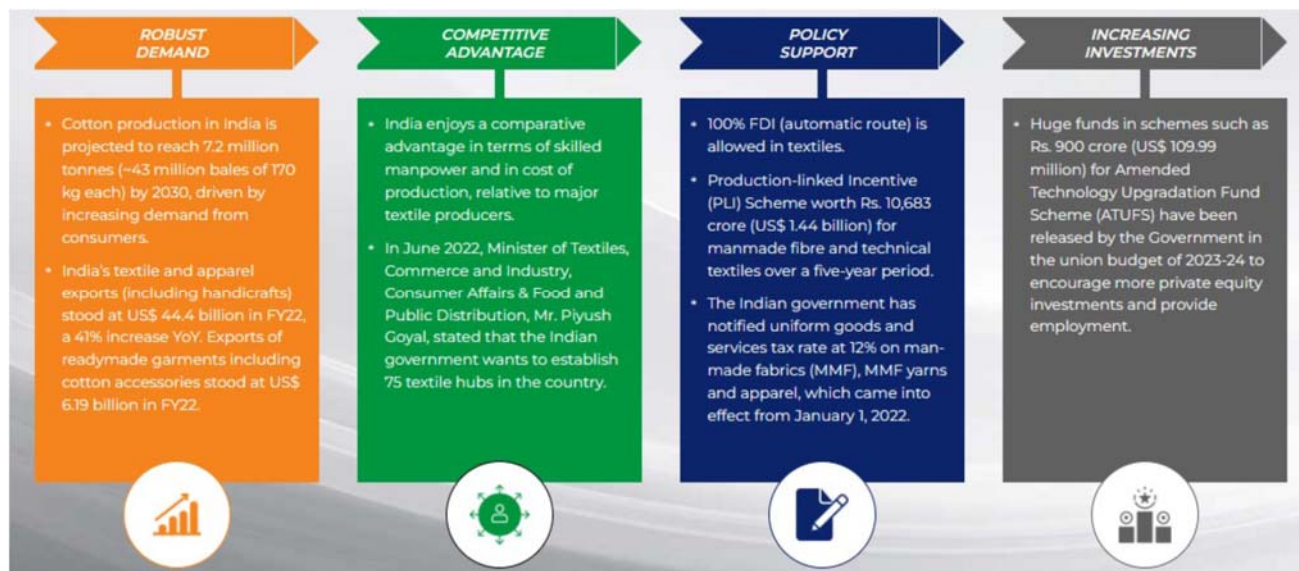 ROBUST
DEMAND
• Cotton production in India is
projected to reach 7.2 million
tonnes (~43 million bales of 170
kg each) by 2030, driven by
increasing demand from
consumers.
• India's textile and apparel
exports (including handicrafts)
stood at US$ 44.4 billion in FY22,
a 41% increase YoY. Exports of
readymade garments including
cotton accessories stood at US$
6.19 billion in FY22.
COMPETITIVE
ADVANTAGE
• India enjoys a comparative
advantage in terms of skilled
manpower and in cost of
production, relative to major
textile producers.
• In June 2022, Minister of Textiles,
Commerce and Industry,
Consumer Affairs & Food and
Public Distribution, Mr. Piyush
Goyal, stated that the Indian
government wants to establish
75 textile hubs in the country.
POLICY
SUPPORT
• 100% FDI (automatic route) is
allowed in textiles.
• Production-linked Incentive
(PLI) Scheme worth Rs. 10,683
crore (US$ 1.44 billion) for
manmade fibre and technical
textiles over a five-year period.
• The Indian government has
notified uniform goods and
services tax rate at 12% on man-
made fabrics (MMF), MMF yarns
and apparel, which came into
effect from January 1, 2022.
INCREASING
INVESTMENTS
• Huge funds in schemes such as
Rs. 900 crore (US$ 109.99
million) for Amended
Technology Upgradation Fund
Scheme (ATUFS) have been
released by the Government in
the union budget of 2023-24 to
encourage more private equity
investments and provide
employment.